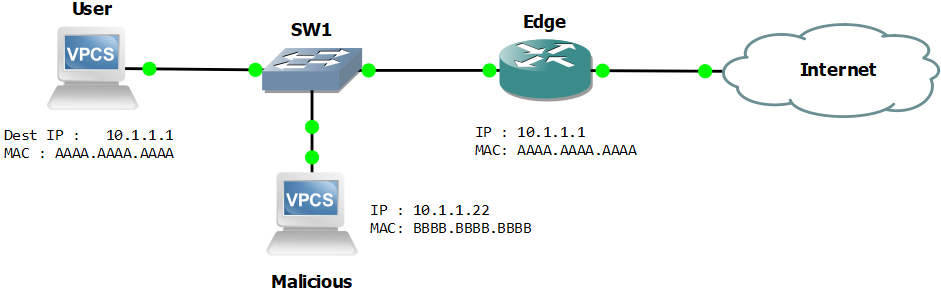 User
VPCS
Dest IP :   10.1.1.1
MAC : AAAA.AAAA.AAAA
SW1
Edge
IP : 10.1.1.1
MAC: AAAA.AAAA.AAAA
Internet
VPCS
IP : 10.1.1.22
MAC: BBBB.BBBB.BBBB
Malicious